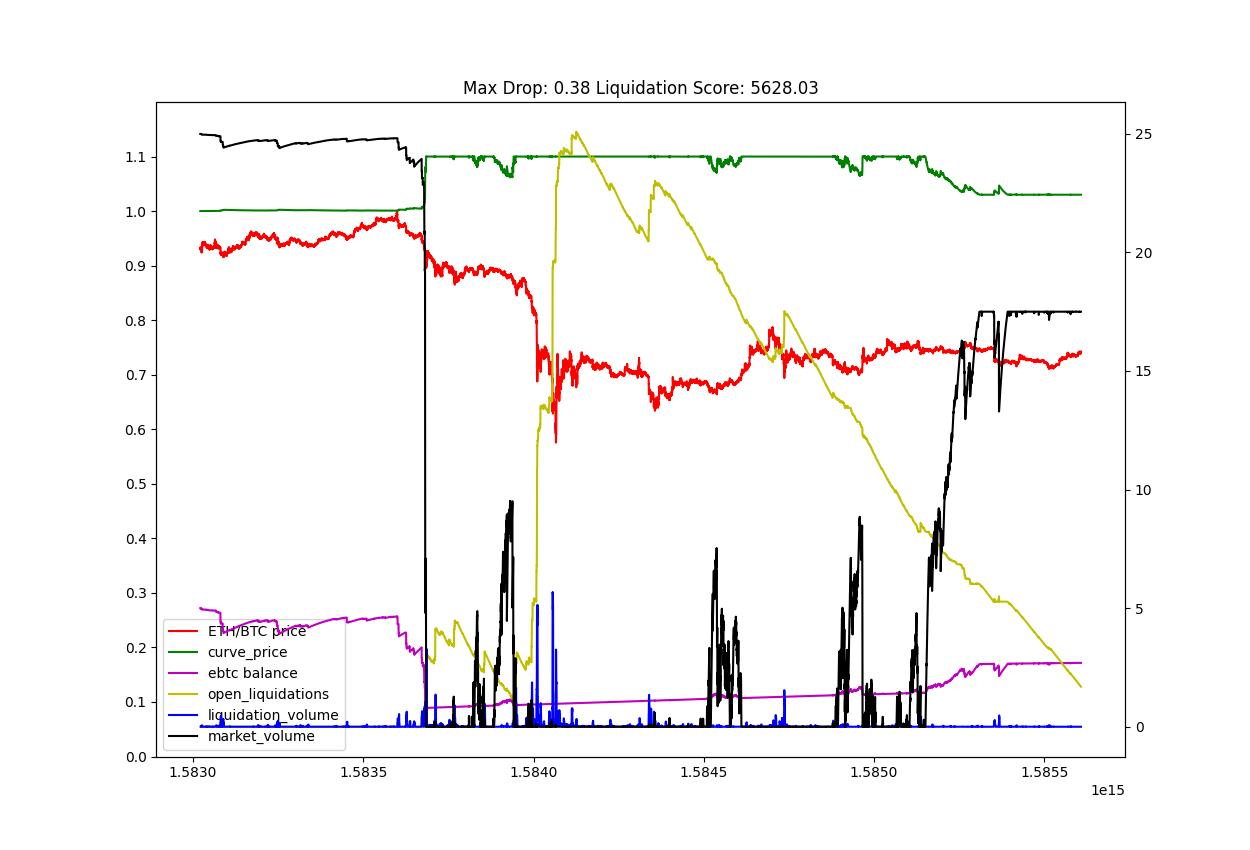 Max Drop: 0.38 Liquidation Score: 5628.03
1.1
1.0
0.9
0.8
0.7
0.6
0.5
0.4
0.3
0.2
0.1
0.0
25
20
15
10
5
0
ETH/BTC price
curve_price
ebtc balance
open_liquidations
liquidation_volume
market_volume
1.5830 1.5835 1.5840 1.5845 1.5850 1.5855
1e15